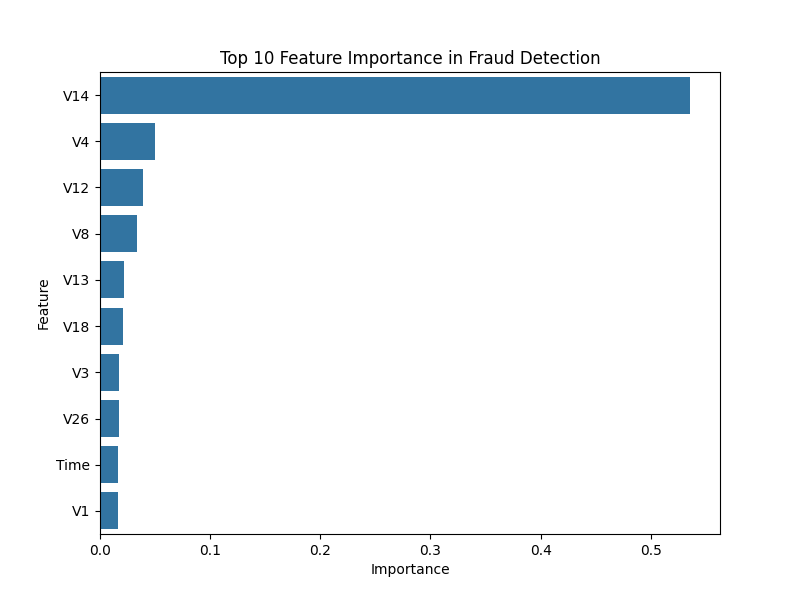 Top 10 Feature Importance in Fraud Detection
V14
V4
V12
V8
V13
V18
V3
V26
Time
V1
Feature
0.0 0.1 0.2 0.3 0.4 0.5
Importance